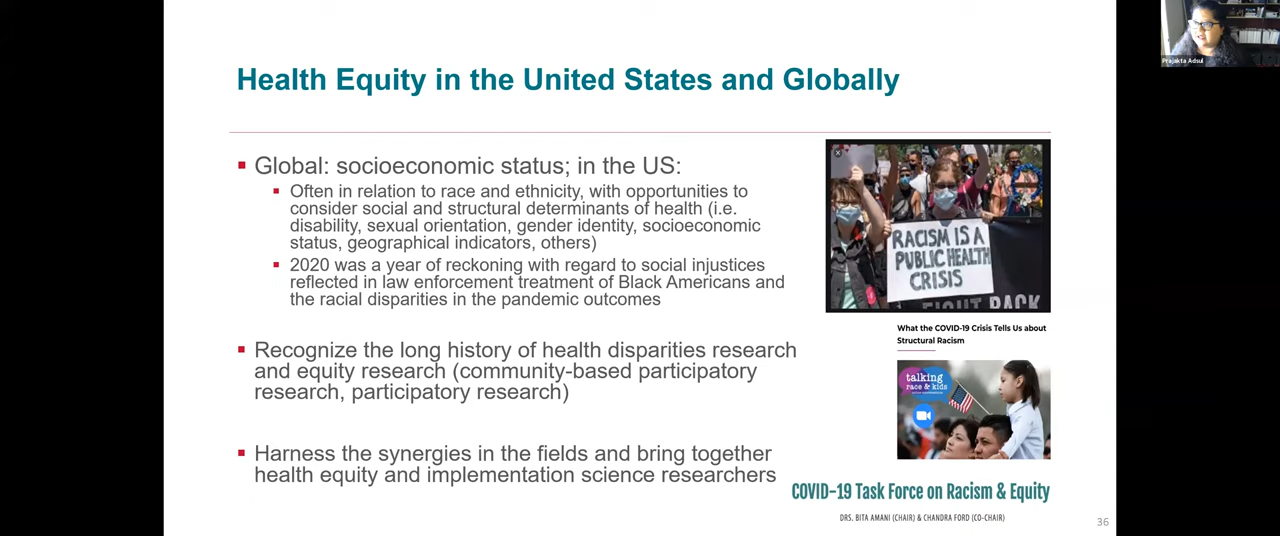 Health Equity in the United States and Globally
Global: socioeconomic status; in the US:
Often in relation to race and ethnicity, with opportunities to
consider social and structural determinants of health (i.e.
disability, sexual orientation, gender identity, socioeconomic
status, geographical indicators, others)
2020 was a year of reckoning with regard to social injustices
reflected in law enforcement treatment of Black Americans and
the racial disparities in the pandemic outcomes
Recognize the long history of health disparities research
and equity research (community-based participatory
research, participatory research)
Harness the synergies in the fields and bring together
health equity and implementation science researchers
RACISM IS A
PUBLIC HEALTH
CRISIS
FIGHT BACK
What the COVID-19 Crisis Tells Us about
Structural Racism
talking
race & kids
COVID-19 Task Force on Racism & Equity
DRS. BITA AMANI (CHAIR) & CHANDRA FORD (CO-CHAIR)
36
Prajakta Adsul